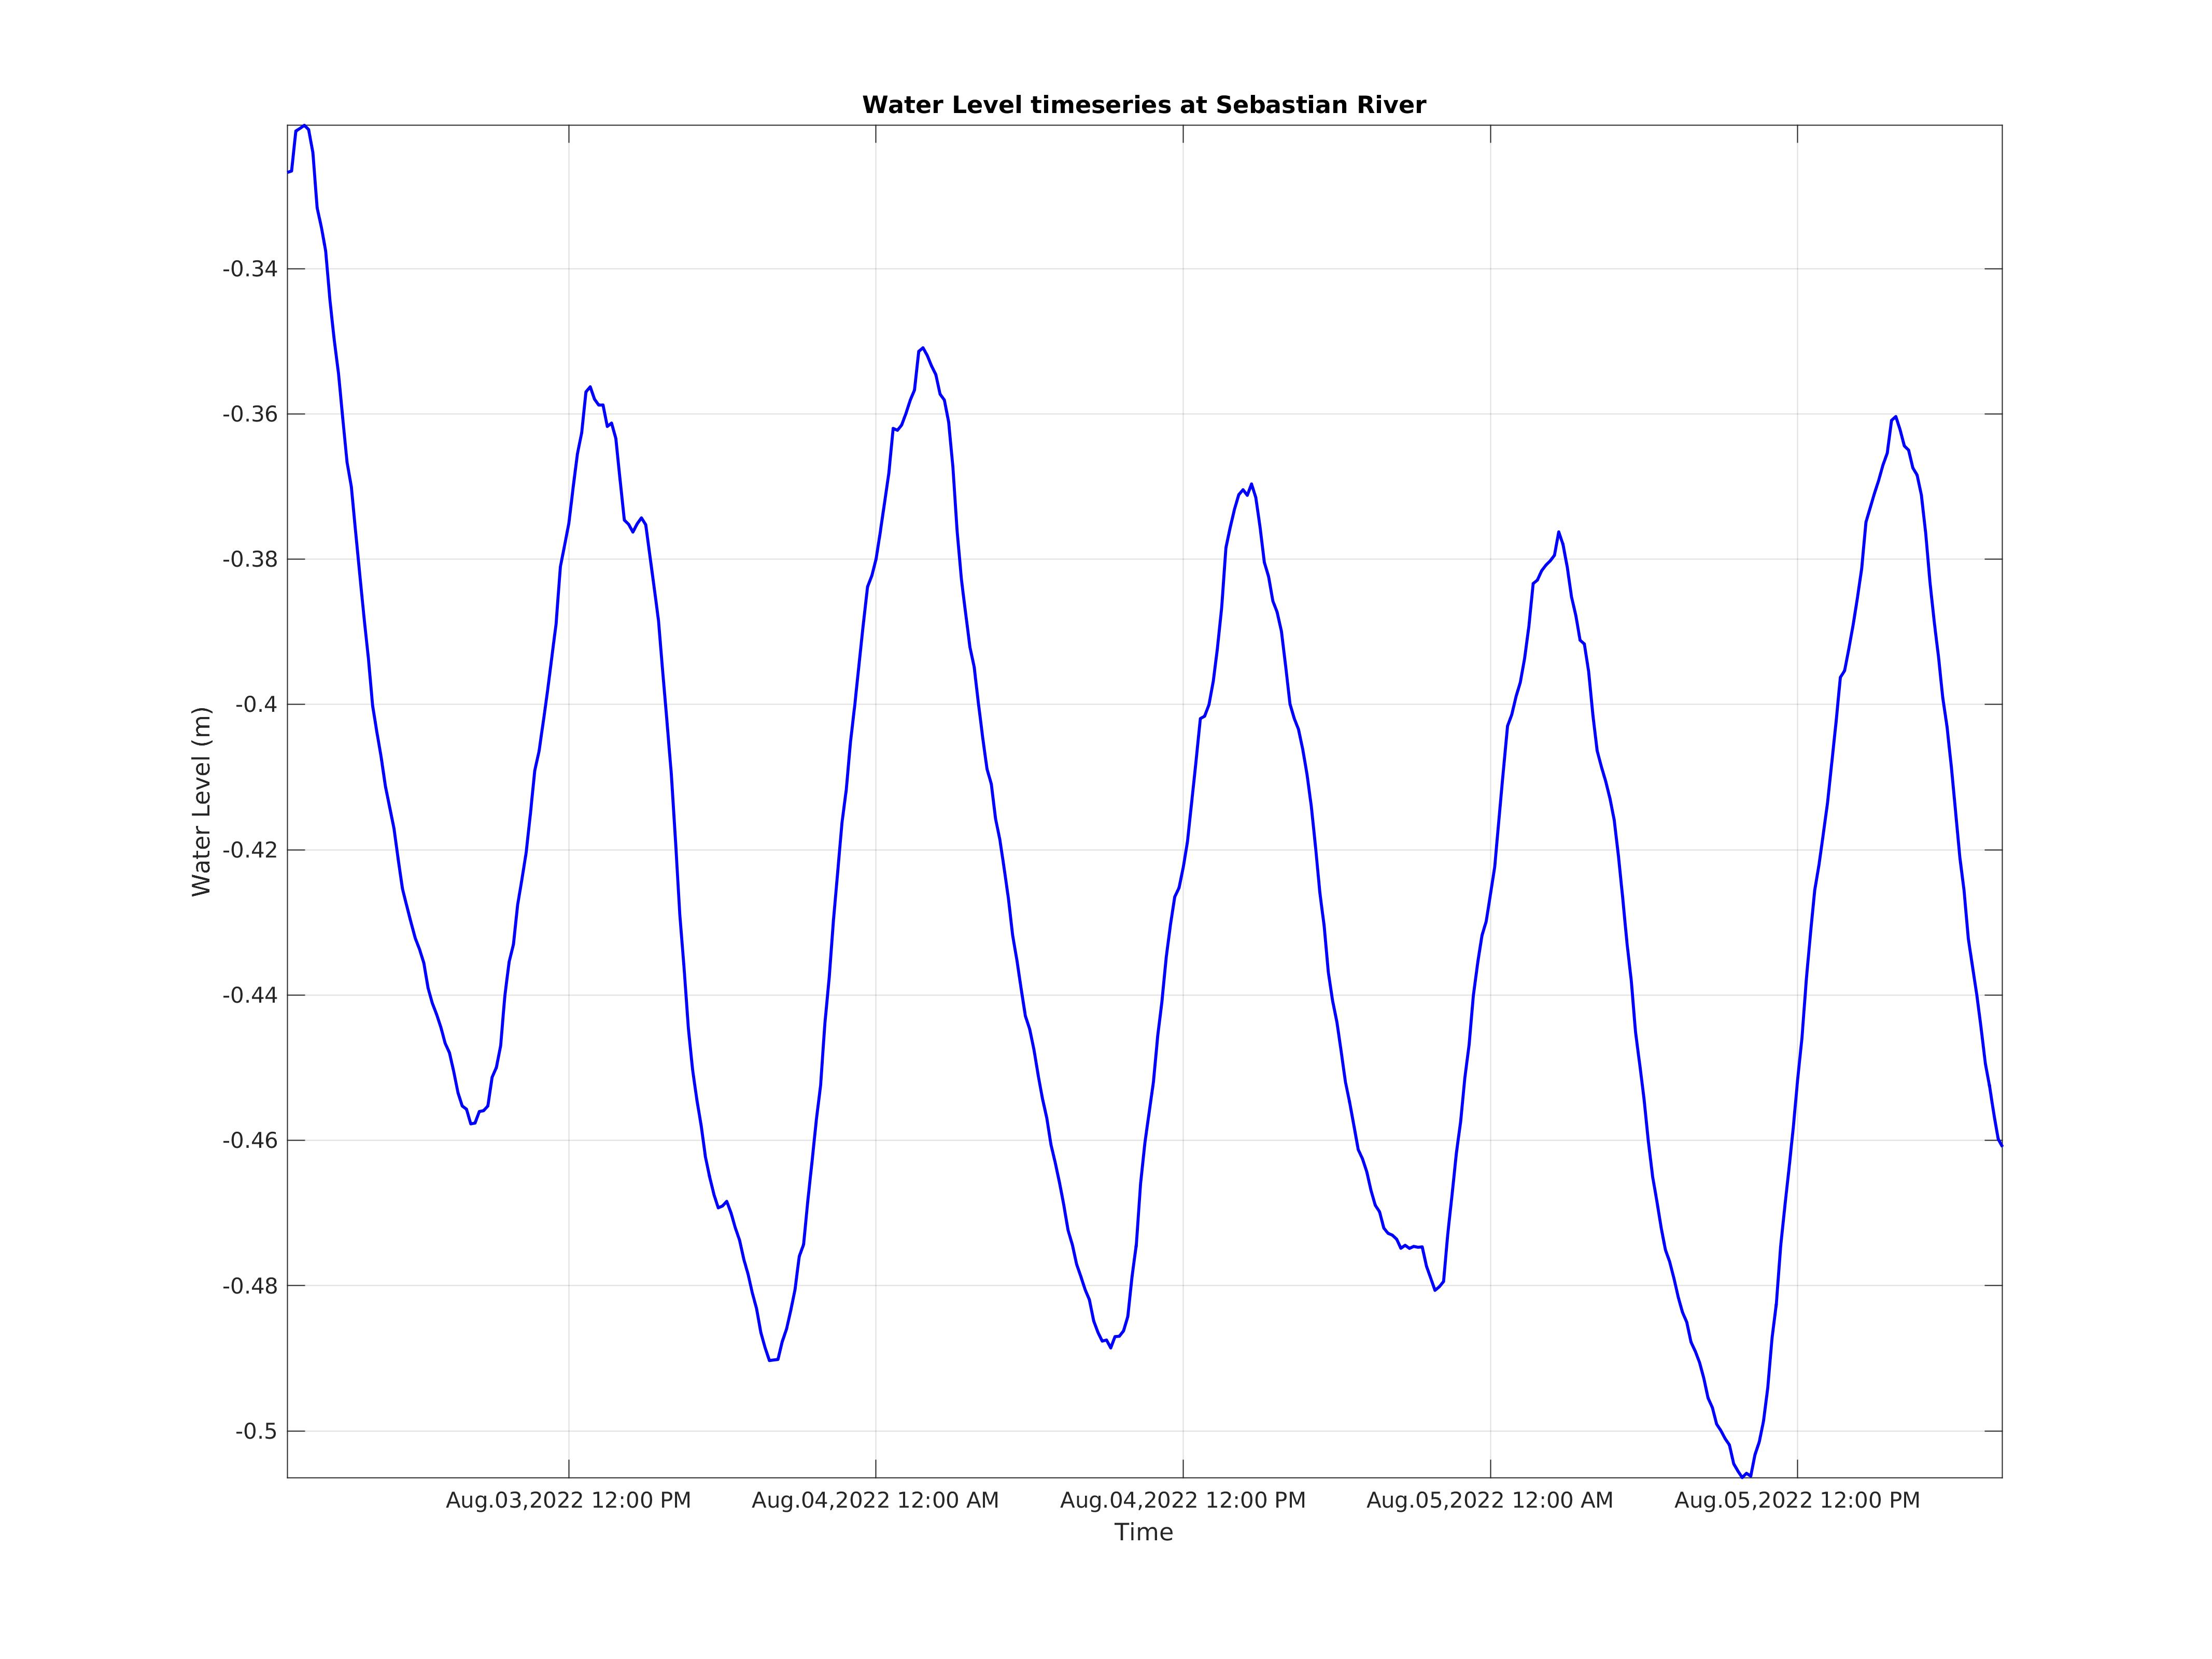 Water Level timeseries at Sebastian River
Water Level (m)
-0.34
-0.36
-0.38
-0.4
-0.42
-0.44
-0.46
-0.48
-0.5
Aug.03,2022 12:00 PM Aug.04,2022 12:00 AM Aug.04,2022 12:00 PM Aug.05,2022 12:00 AM Aug.05,2022 12:00 PM
Time